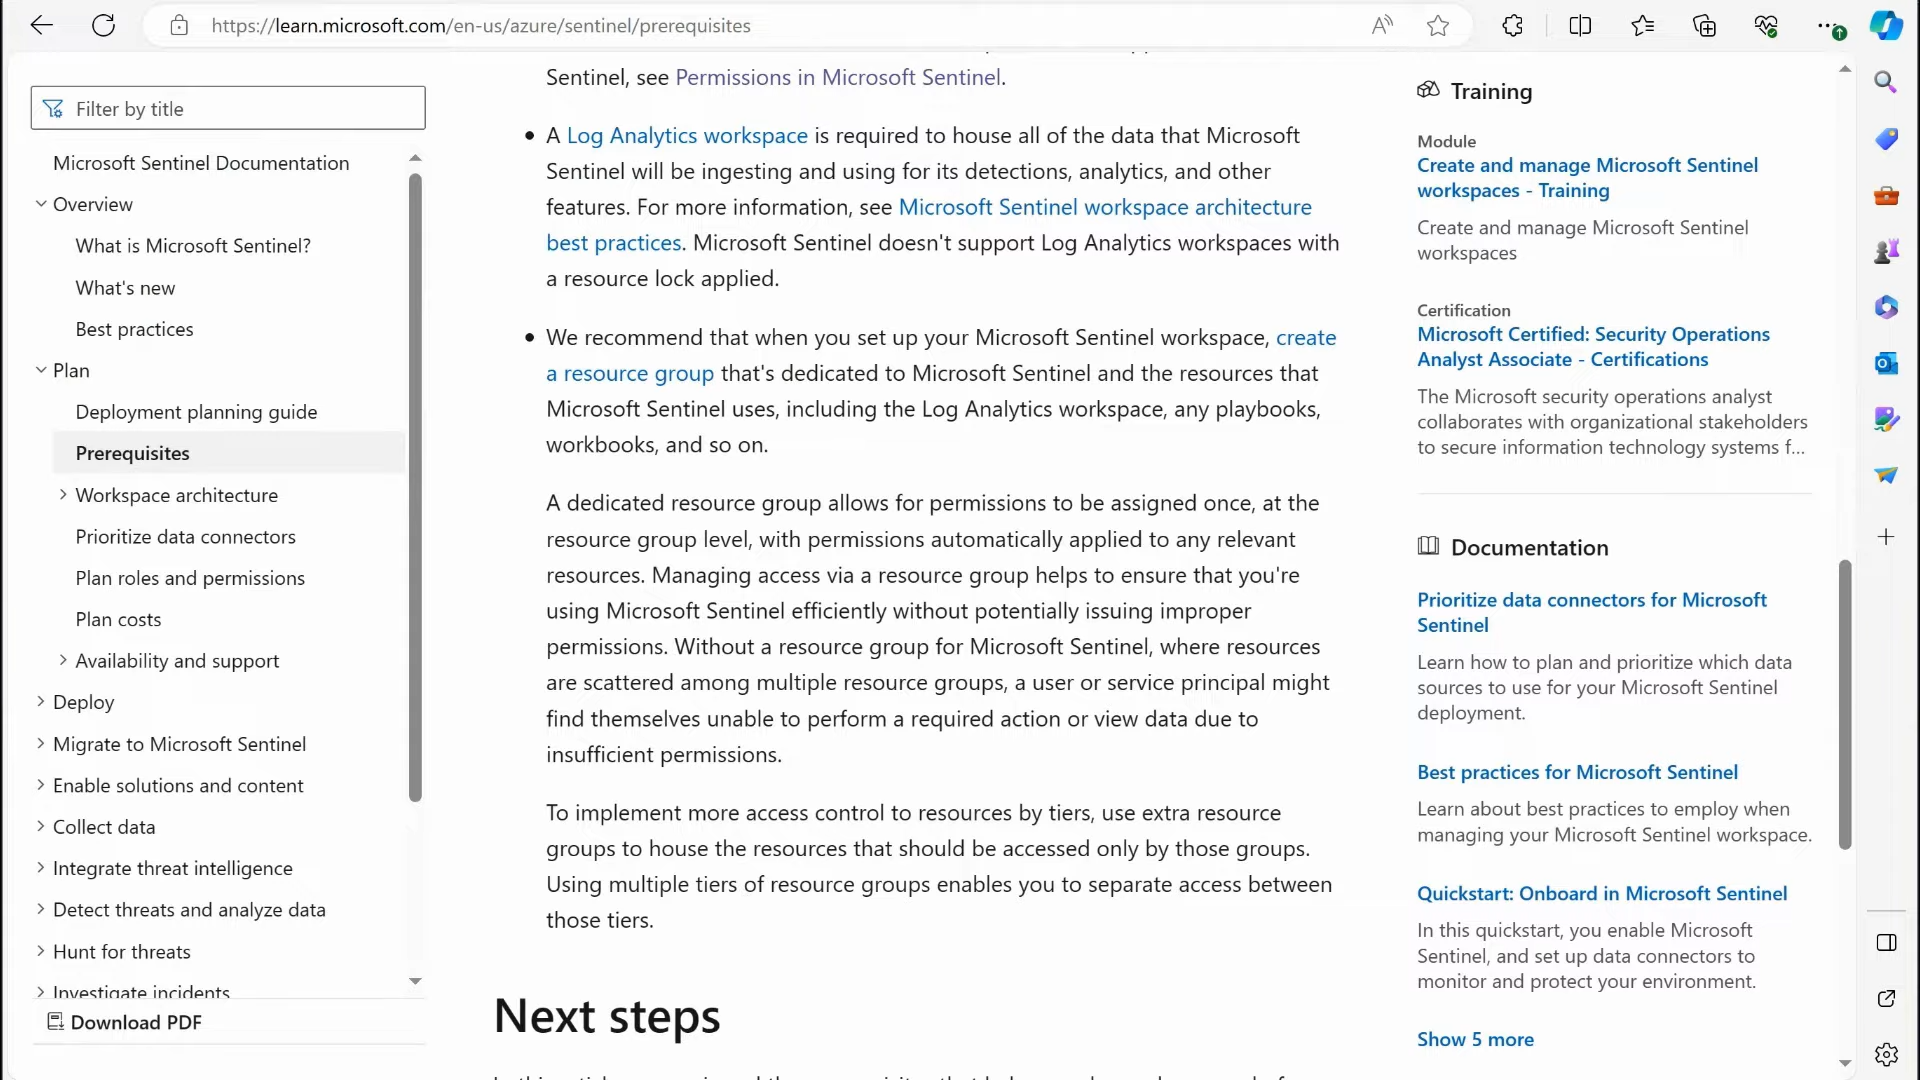 https://learn.microsoft.com/en-us/azure/sentinel/prerequisites
Filter by title
Microsoft Sentinel Documentation
Overview
What is Microsoft Sentinel?
What's new
Best practices
Plan
Deployment planning guide
Prerequisites
Workspace architecture
Prioritize data connectors
Plan roles and permissions
Plan costs
Availability and support
Deploy
Migrate to Microsoft Sentinel
Enable solutions and content
Collect data
Integrate threat intelligence
Detect threats and analyze data
Hunt for threats
Investigate incidents
Download PDF
Sentinel, see Permissions in Microsoft Sentinel.
• A Log Analytics workspace is required to house all of the data that Microsoft
Sentinel will be ingesting and using for its detections, analytics, and other
features. For more information, see Microsoft Sentinel workspace architecture
best practices. Microsoft Sentinel doesn't support Log Analytics workspaces with
a resource lock applied.
• We recommend that when you set up your Microsoft Sentinel workspace, create
a resource group that's dedicated to Microsoft Sentinel and the resources that
Microsoft Sentinel uses, including the Log Analytics workspace, any playbooks,
workbooks, and so on.
A dedicated resource group allows for permissions to be assigned once, at the
resource group level, with permissions automatically applied to any relevant
resources. Managing access via a resource group helps to ensure that you're
using Microsoft Sentinel efficiently without potentially issuing improper
permissions. Without a resource group for Microsoft Sentinel, where resources
are scattered among multiple resource groups, a user or service principal might
find themselves unable to perform a required action or view data due to
insufficient permissions.
To implement more access control to resources by tiers, use extra resource
groups to house the resources that should be accessed only by those groups.
Using multiple tiers of resource groups enables you to separate access between
those tiers.
Next steps
Training
Module
Create and manage Microsoft Sentinel
workspaces - Training
Create and manage Microsoft Sentinel
workspaces
Certification
Microsoft Certified: Security Operations
Analyst Associate - Certifications
The Microsoft security operations analyst
collaborates with organizational stakeholders
to secure information technology systems f...
Documentation
Prioritize data connectors for Microsoft
Sentinel
Learn how to plan and prioritize which data
sources to use for your Microsoft Sentinel
deployment.
Best practices for Microsoft Sentinel
Learn about best practices to employ when
managing your Microsoft Sentinel workspace.
Quickstart: Onboard in Microsoft Sentinel
In this quickstart, you enable Microsoft
Sentinel, and set up data connectors to
monitor and protect your environment.
Show 5 more